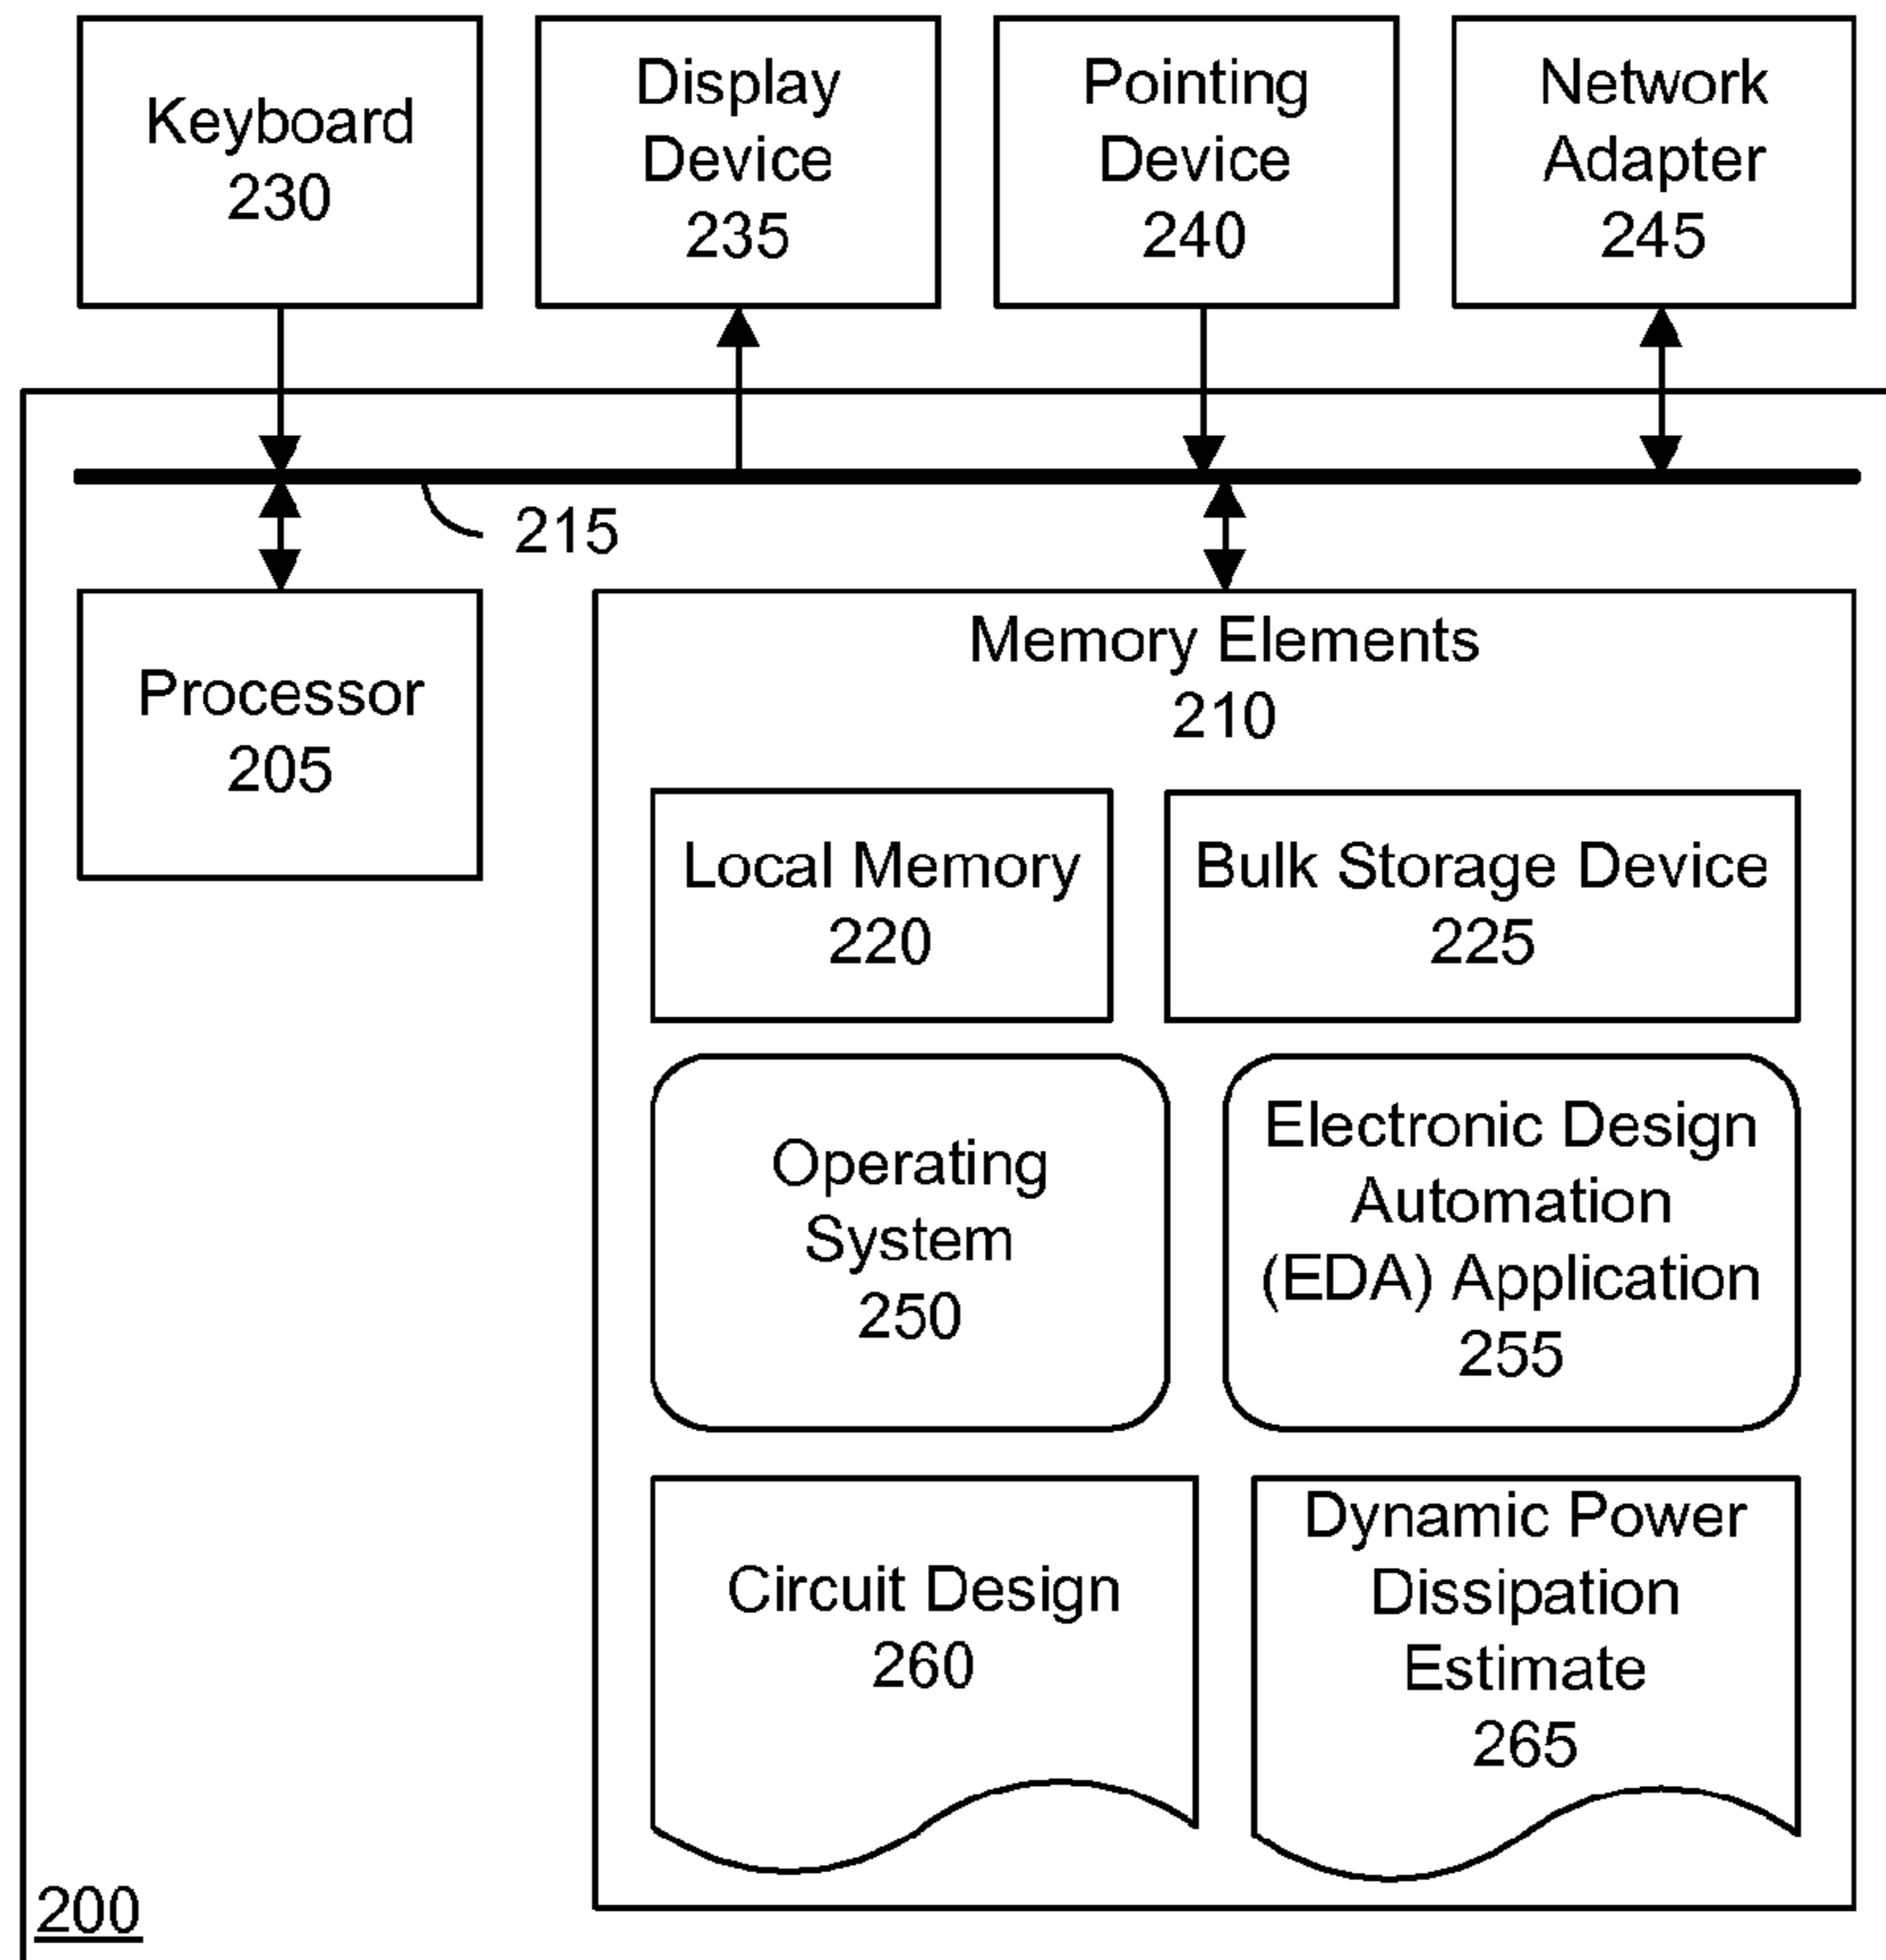 Keyboard
230
Display
Device
235
Pointing
Device
240
Network
Adapter
245
215
Processor
205
Memory Elements
210
Local Memory
220
Bulk Storage Device
225
Operating
System
250
Electronic Design
Automation
(EDA) Application
255
Circuit Design
260
Dynamic Power
Dissipation
Estimate
265
200